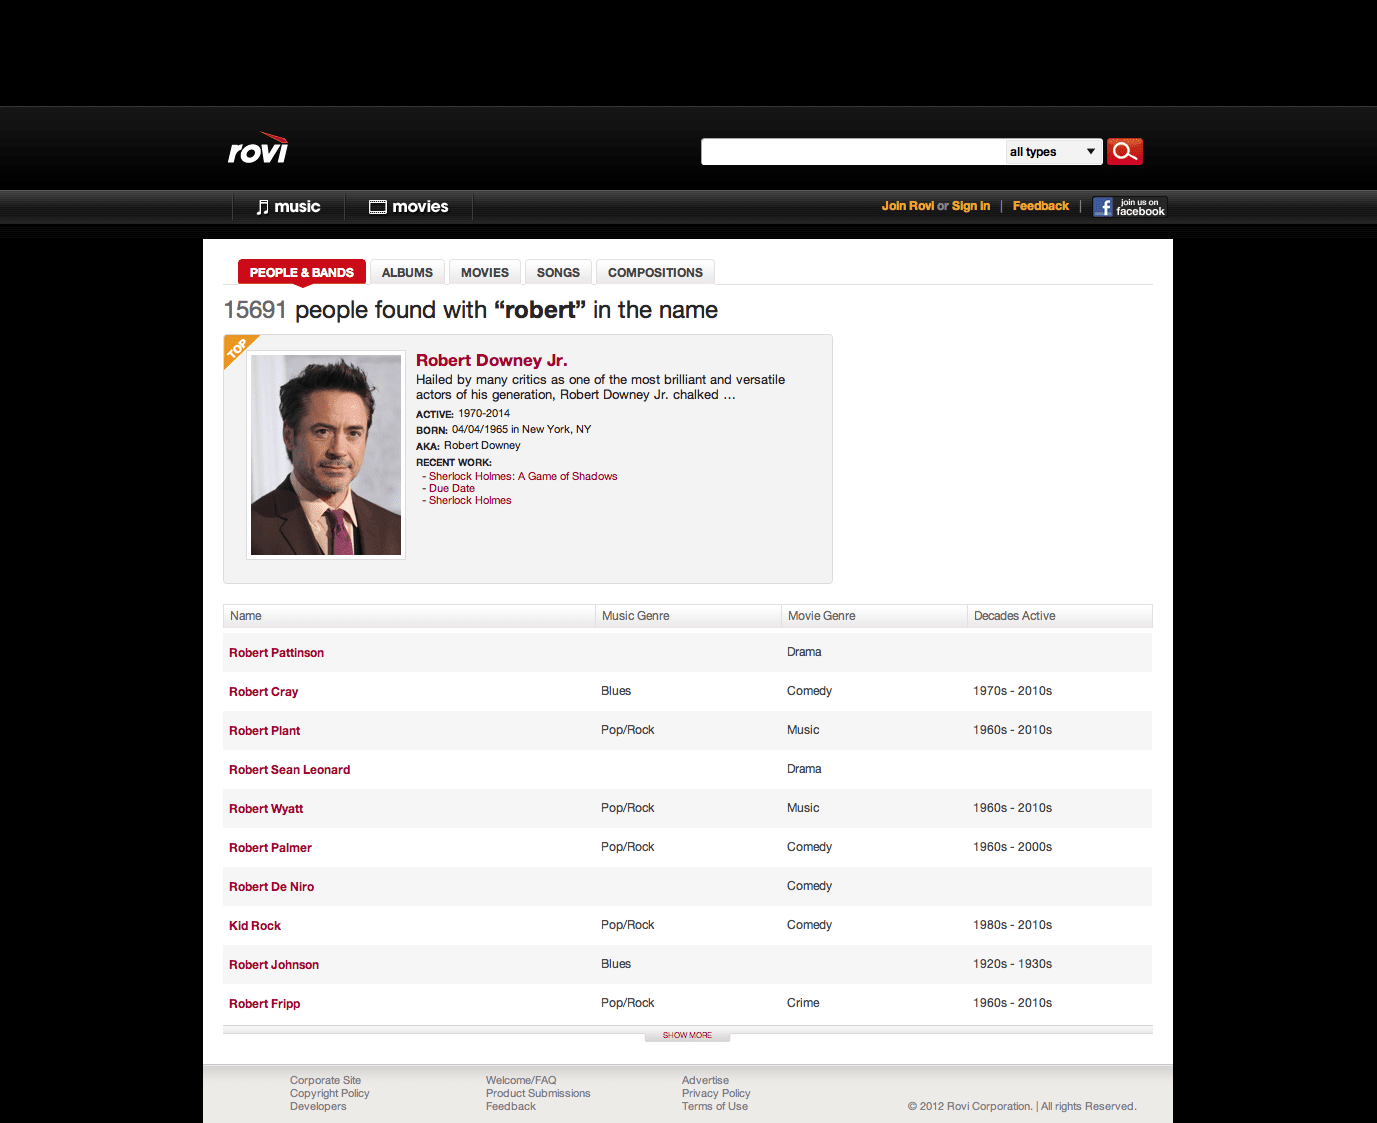 rovi
all types
music
movies
Join Rovi or Sign in | Feedback | join us on facebook
PEOPLE & BANDS
ALBUMS
MOVIES
SONGS
COMPOSITIONS
15691 people found with “robert” in the name
TOP
Robert Downey Jr.
Hailed by many critics as one of the most brilliant and versatile
actors of his generation, Robert Downey Jr. chalked ...
ACTIVE: 1970-2014
BORN: 04/04/1965 in New York, NY
AKA: Robert Downey
RECENT WORK:
- Sherlock Holmes: A Game of Shadows
- Due Date
- Sherlock Holmes
Name Music Genre Movie Genre Decades Active
Robert Pattinson Drama
Robert Cray Blues Comedy 1970s - 2010s
Robert Plant Pop/Rock Music 1960s - 2010s
Robert Sean Leonard Drama
Robert Wyatt Pop/Rock Music 1960s - 2010s
Robert Palmer Pop/Rock Comedy 1960s - 2000s
Robert De Niro Comedy
Kid Rock Pop/Rock Comedy 1980s - 2010s
Robert Johnson Blues 1920s - 1930s
Robert Fripp Pop/Rock Crime 1960s - 2010s
SHOW MORE
Corporate Site Welcome/FAQ Advertise
Copyright Policy Product Submissions Privacy Policy
Developers Feedback Terms of Use © 2012 Rovi Corporation. | All rights Reserved.